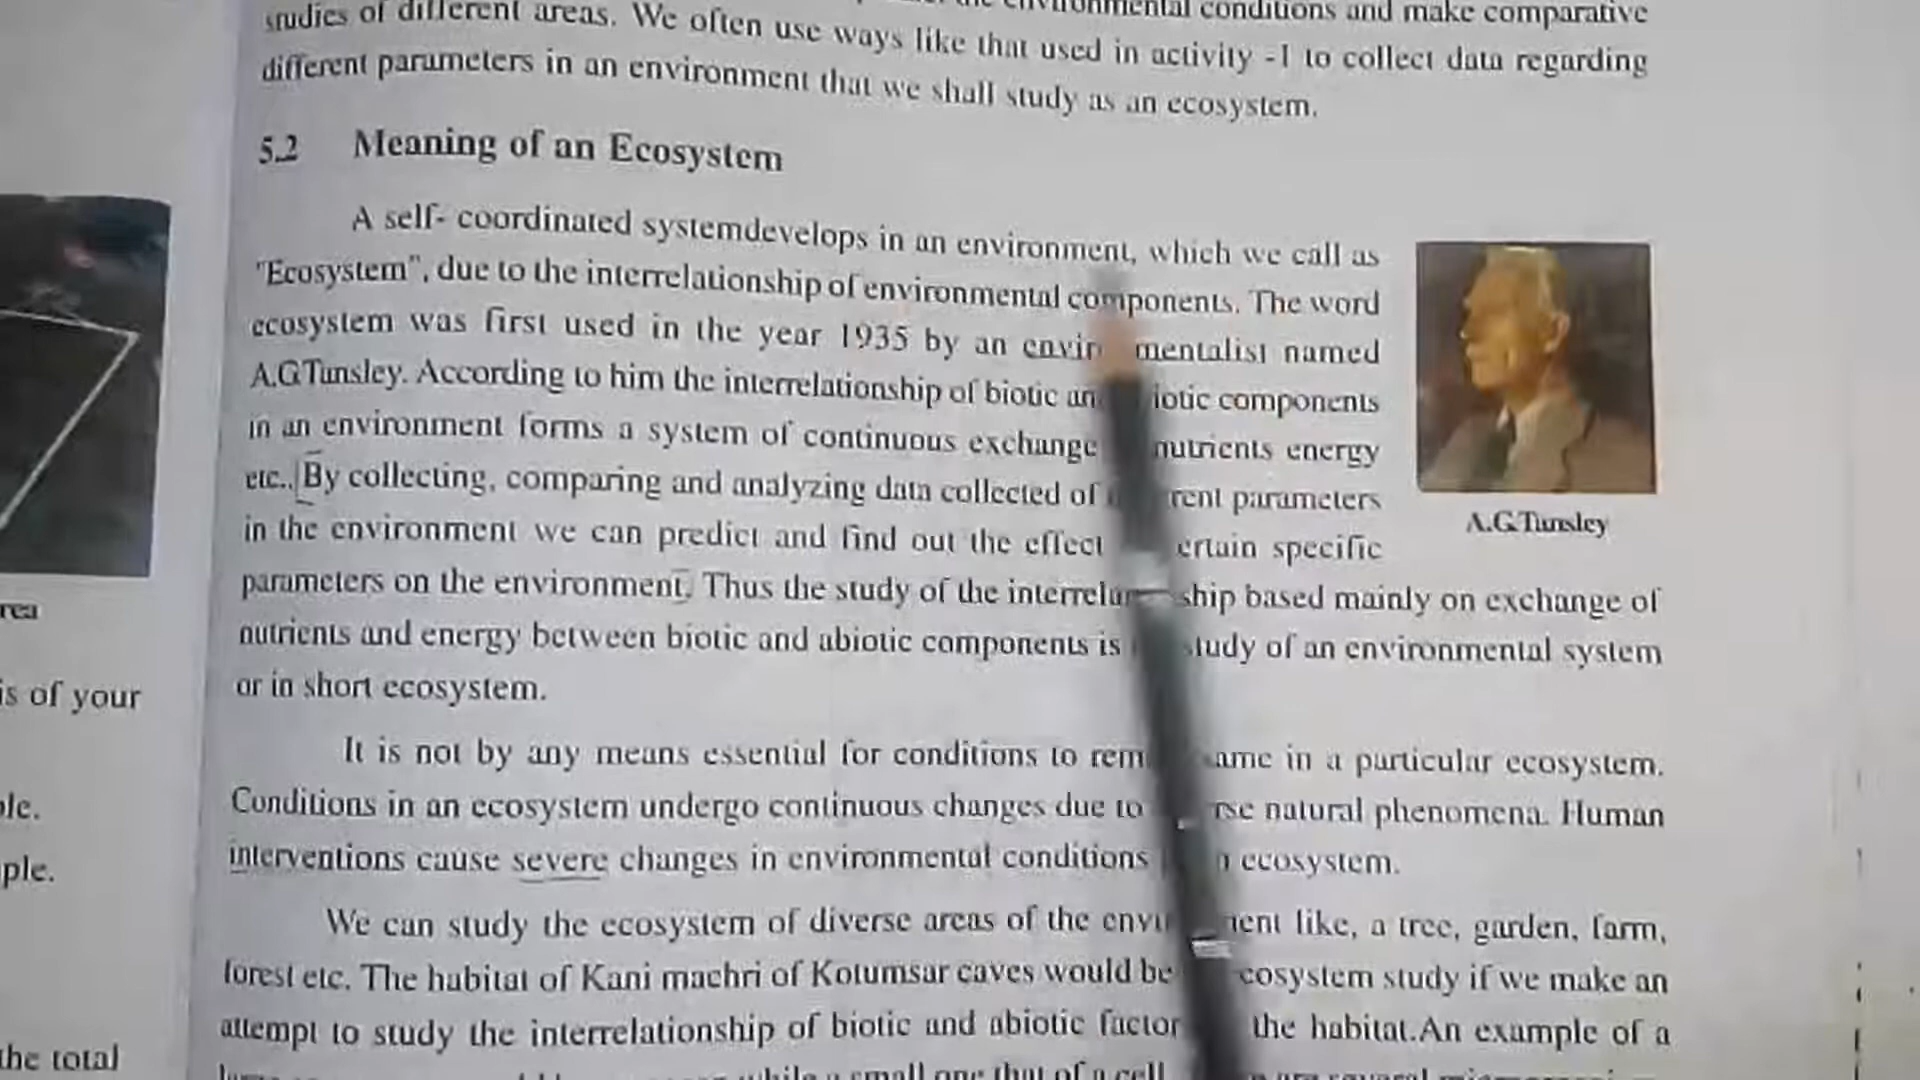 environmental conditions and make comparative
studies of different areas. We often use ways like that used in activity -1 to collect data regarding
different parameters in an environment that we shall study as an ecosystem.
5.2 Meaning of an Ecosystem
A self- coordinated systemdevelops in an environment, which we call as
"Ecosystem", due to the interrelationship of environmental components. The word
ecosystem was first used in the year 1935 by an envir mentalist named
A.G.Tansley. According to him the interrelationship of biotic an iotic components
in an environment forms a system of continuous exchange nutrients energy
etc.. By collecting, comparing and analyzing data collected of rent parameters
in the environment we can predict and find out the effect ertain specific
A.G.Tansley
parameters on the environment. Thus the study of the interrela ship based mainly on exchange of
nutrients and energy between biotic and abiotic components is study of an environmental system
or in short ecosystem.
It is not by any means essential for conditions to rem ame in a particular ecosystem.
Conditions in an ecosystem undergo continuous changes due to rse natural phenomena. Human
interventions cause severe changes in environmental conditions n ecosystem.
We can study the ecosystem of diverse areas of the envi ent like, a tree, garden, farm,
forest etc. The habitat of Kani machri of Kotumsar caves would be cosystem study if we make an
attempt to study the interrelationship of biotic and abiotic factor the habitat.An example of a
while a small one that of a cell are several
rea
is of your
ole.
ple.
the total